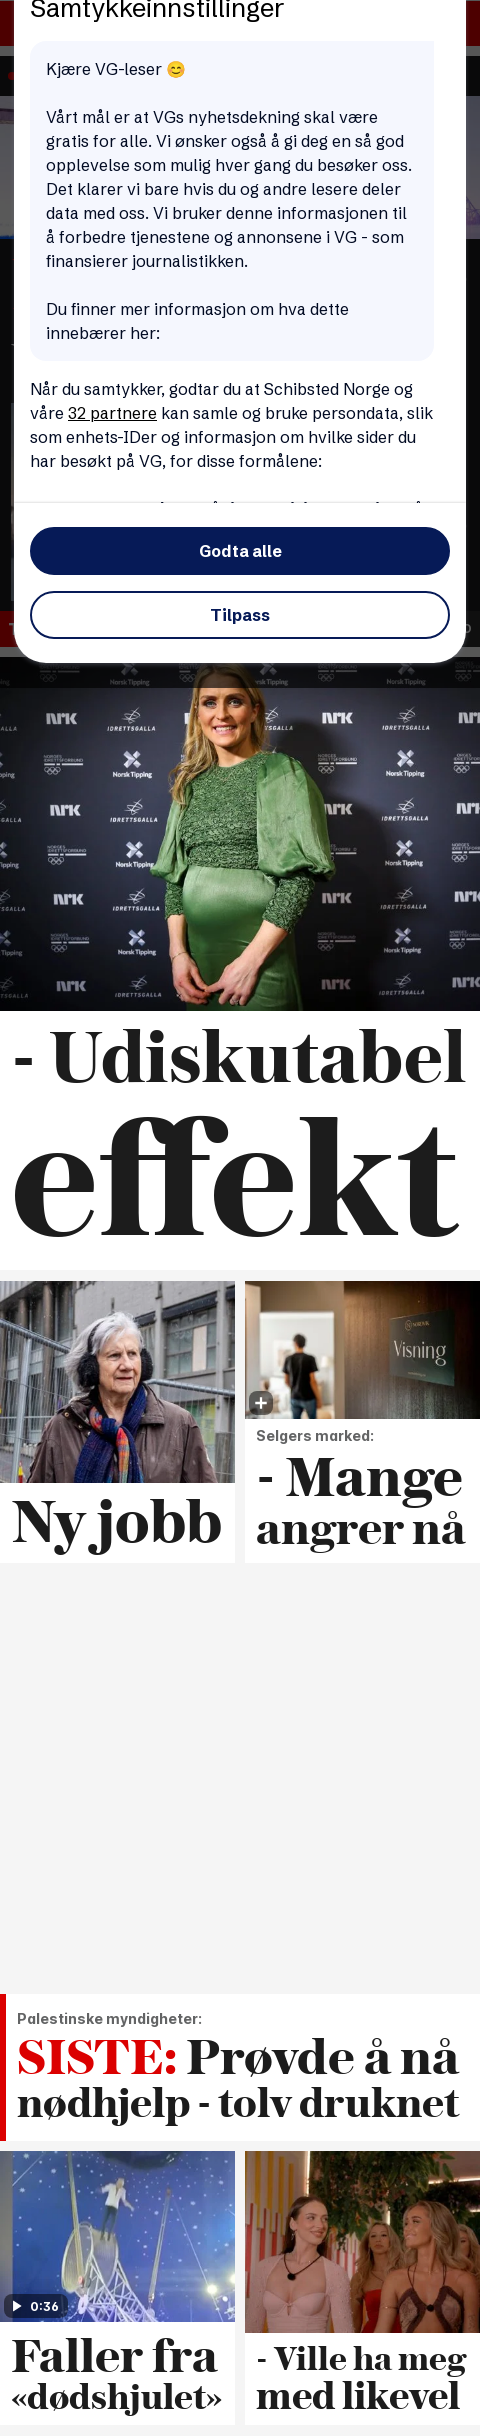 Samtykkeinnstillinger
Kjære VG-leser 😊
Vårt mål er at VGs nyhetsdekning skal være
gratis for alle. Vi ønsker også å gi deg en så god
opplevelse som mulig hver gang du besøker oss.
Det klarer vi bare hvis du og andre lesere deler
data med oss. Vi bruker denne informasjonen til
å forbedre tjenestene og annonsene i VG - som
finansierer journalistikken.
Du finner mer informasjon om hva dette
innebærer her:
Når du samtykker, godtar du at Schibsted Norge og
våre 32 partnere kan samle og bruke persondata, slik
som enhets-IDer og informasjon om hvilke sider du
har besøkt på VG, for disse formålene:
Godta alle
Tilpass
Norsk Tipping
NRK
IDRETTSGALLA
NORGES IDRETTSFORBUND
- Udiskutabel
effekt
Visning
Selgers marked:
Ny jobb
- Mange
angrer nå
Palestinske myndigheter:
SISTE: Prøvde å nå
nødhjelp - tolv druknet
0:36
Faller fra
«dødshjulet»
- Ville ha meg
med likevel